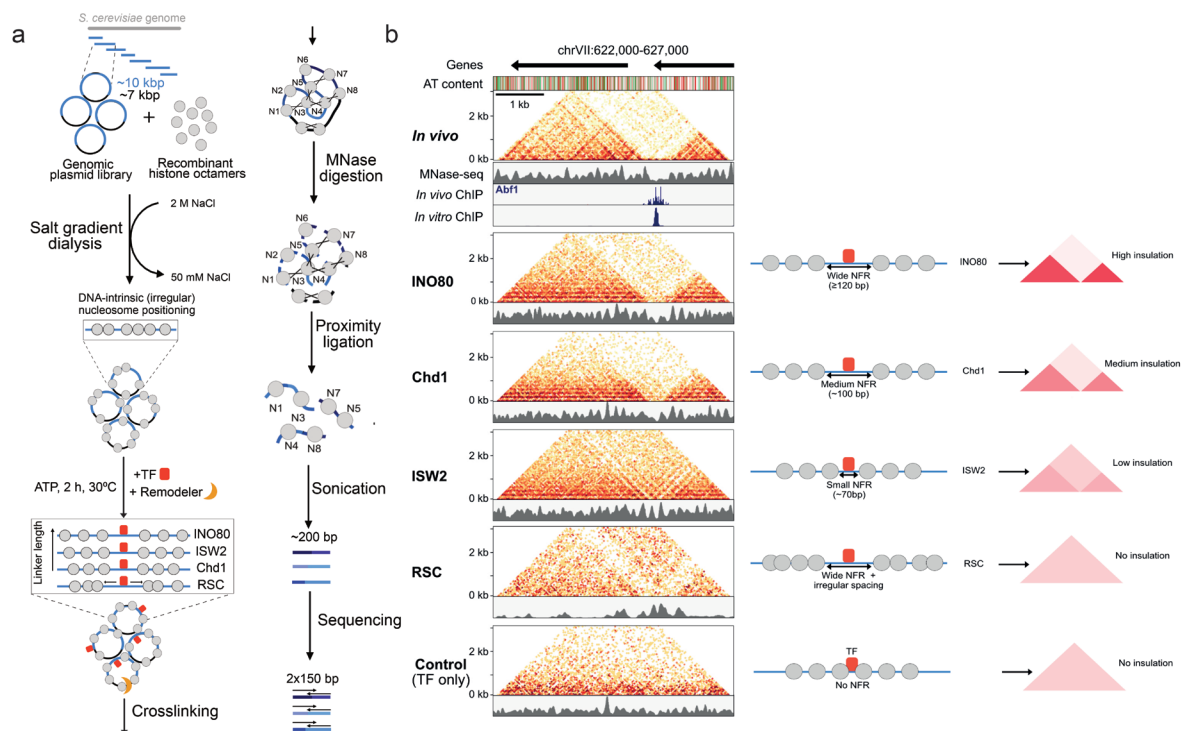 a
S. cerevisiae genome
~10 kbp
~7 kbp
+
Genomic
plasmid library
Recombinant
histone octamers
Salt gradient
dialysis
2 M NaCl
50 mM NaCl
DNA-intrinsic (irregular)
nucleosome positioning
+TF
ATP, 2 h, 30ºC
+ Remodeler
Linker length
INO80
ISW2
Chd1
RSC
Crosslinking
N6
N5
N7
N2
N8
N1
N3
N4
MNase
digestion
N6
N7
N5
N2
N8
N1
N3
N4
Proximity
ligation
N1
N7
N3
N5
N4
N8
Sonication
~200 bp
Sequencing
2x150 bp
b
chrVII:622,000-627,000
Genes
AT content
1 kb
2 kb
In vivo
0 kb
MNase-seq
Abf1
In vivo ChIP
In vitro ChIP
2 kb
INO80
0 kb
Wide NFR
(≥120 bp)
INO80
High insulation
2 kb
Chd1
0 kb
Medium NFR
(~100 bp)
Chd1
Medium insulation
2 kb
ISW2
0 kb
Small NFR
(~70bp)
ISW2
Low insulation
2 kb
RSC
0 kb
Wide NFR +
irregular spacing
RSC
No insulation
2 kb
Control
(TF only)
0 kb
TF
No NFR
No insulation